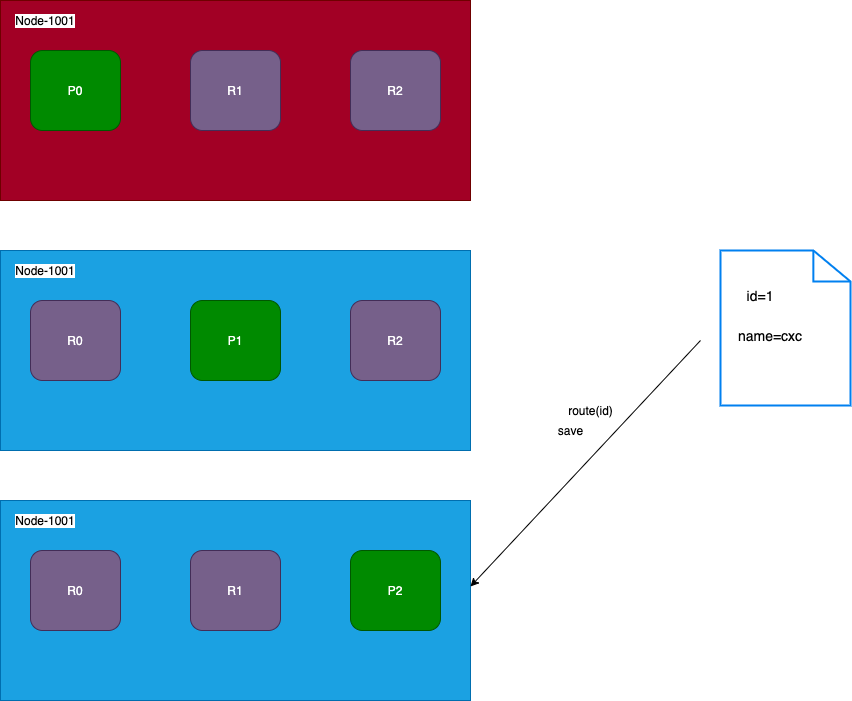 Node-1001
P0
R1
R2
Node-1001
R0
P1
R2
id=1
name=cxc
route(id)
save
Node-1001
R0
R1
P2